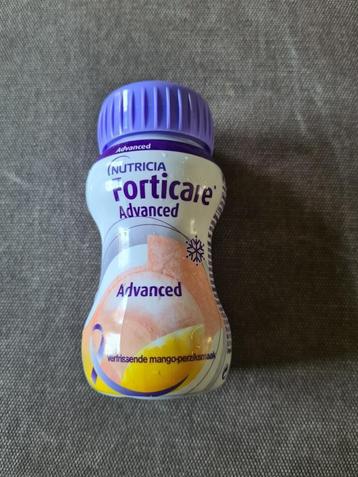 Advanced
NUTRICIA
Forticare
Advanced
Advanced
verfrissende mango-perziksmaak